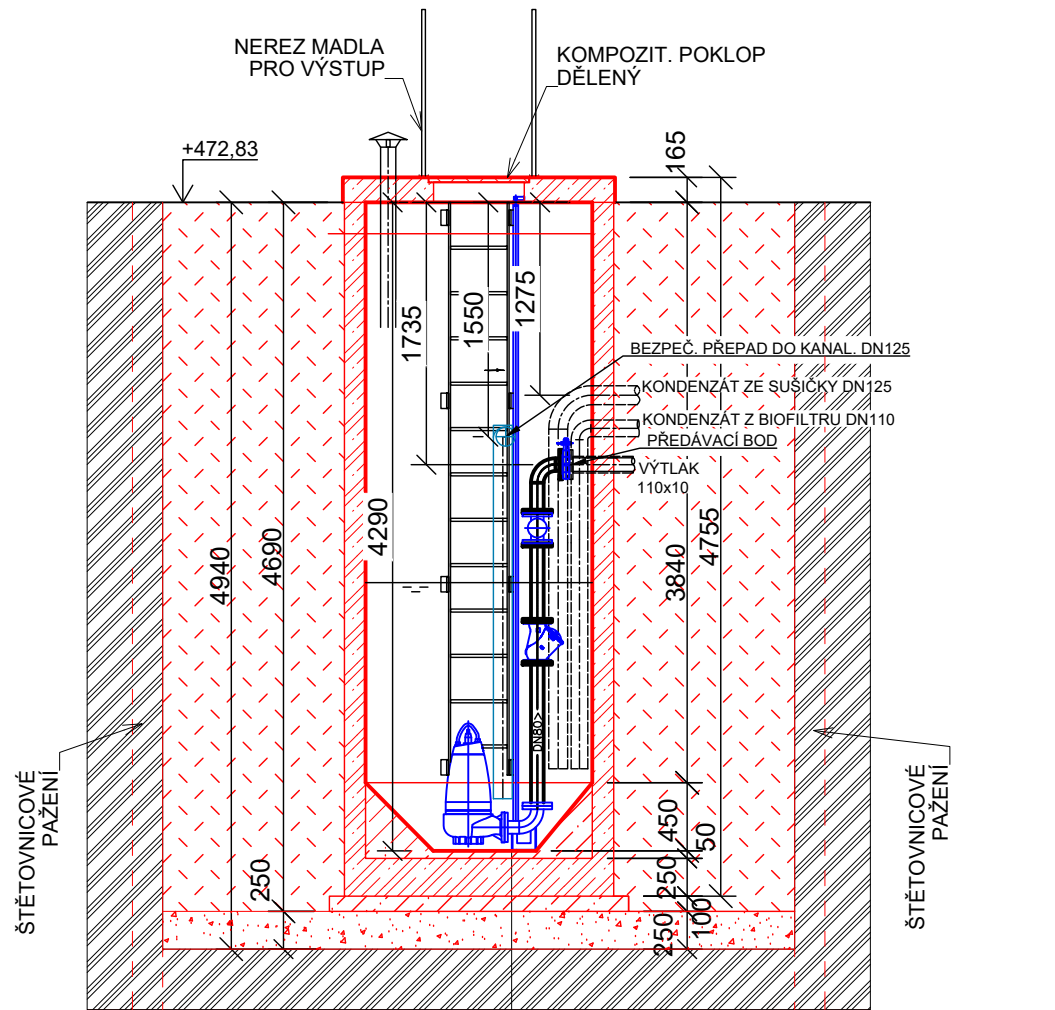 NEREZ MADLA
PRO VÝSTUP
KOMPOZIT. POKLOP
DĚLENÝ
+472,83
165
1275
1550
1735
BEZPEČ. PŘEPAD DO KANAL. DN125
KONDENZÁT ZE SUŠIČKY DN125
KONDENZÁT Z BIOFILTRU DN110
PŘEDÁVACÍ BOD
VÝTLAK
110x10
4290
4940
4690
3840
4755
DN80>
ŠTĚTOVNICOVÉ
PAŽENÍ
ŠTĚTOVNICOVÉ
PAŽENÍ
450
50
250
250
100
250